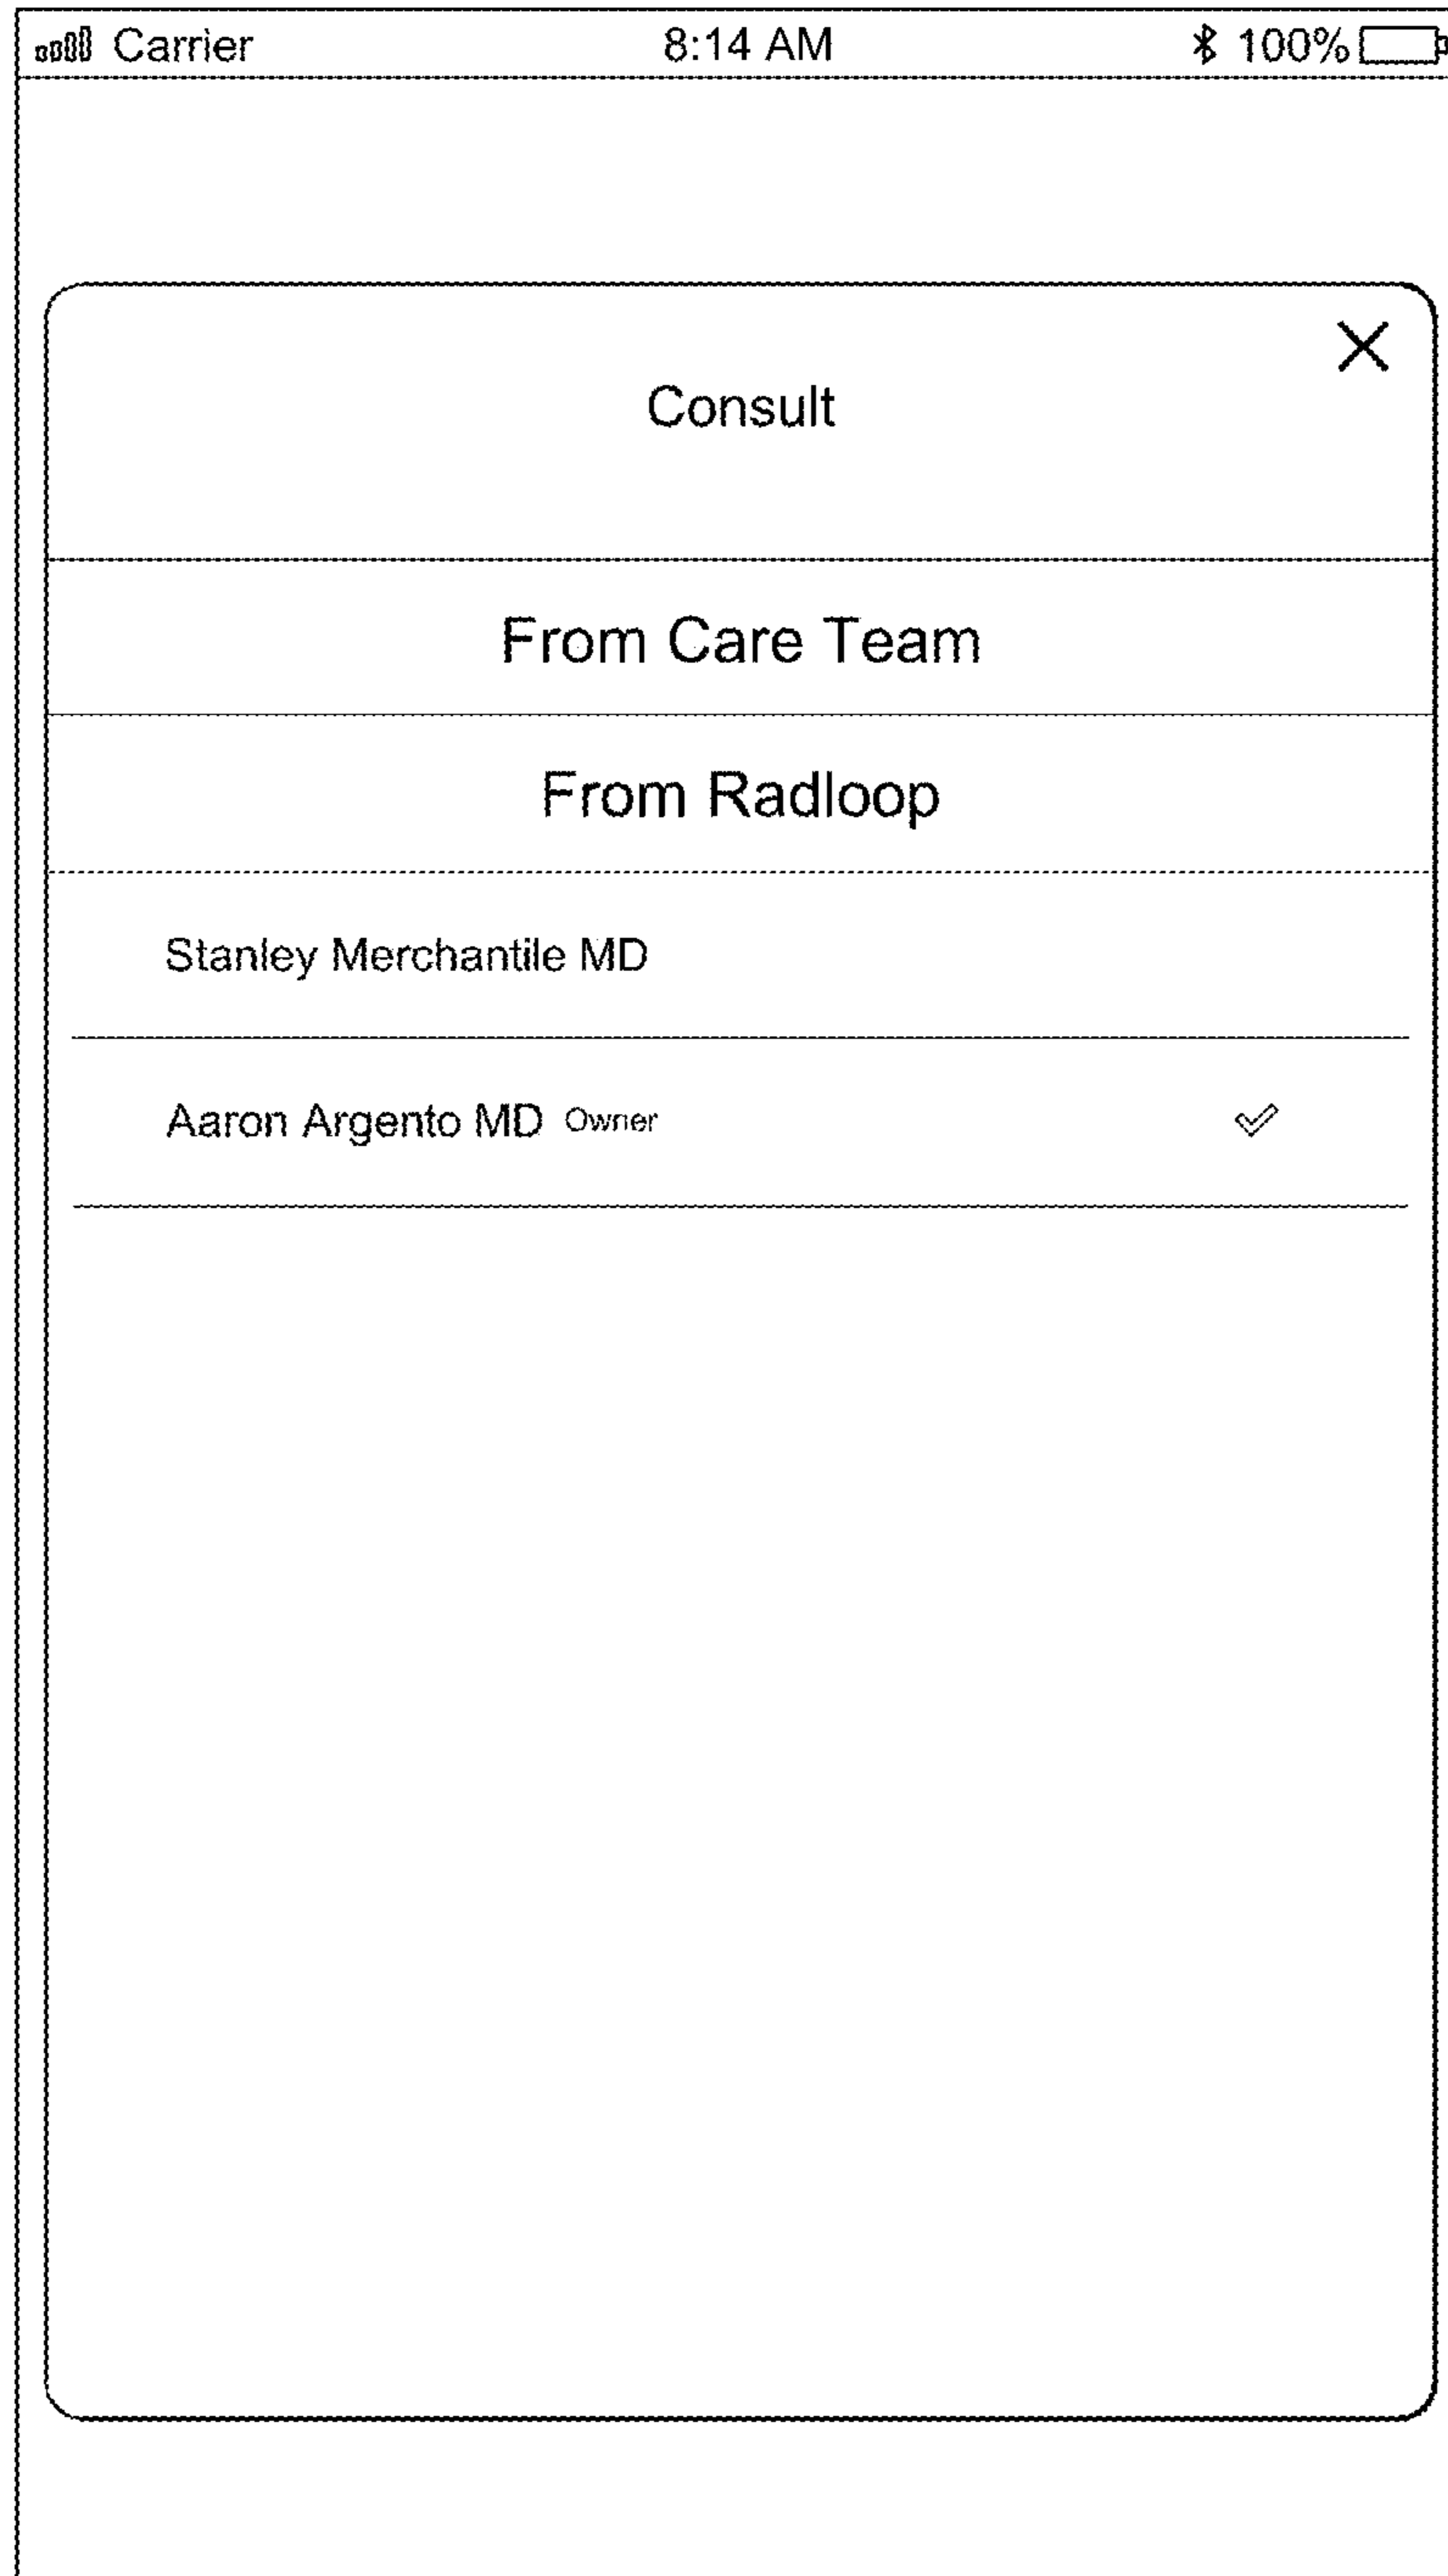 Carrier 8:14 AM 100%
Consult
From Care Team
From Radloop
Stanley Merchantile MD
Aaron Argento MD Owner